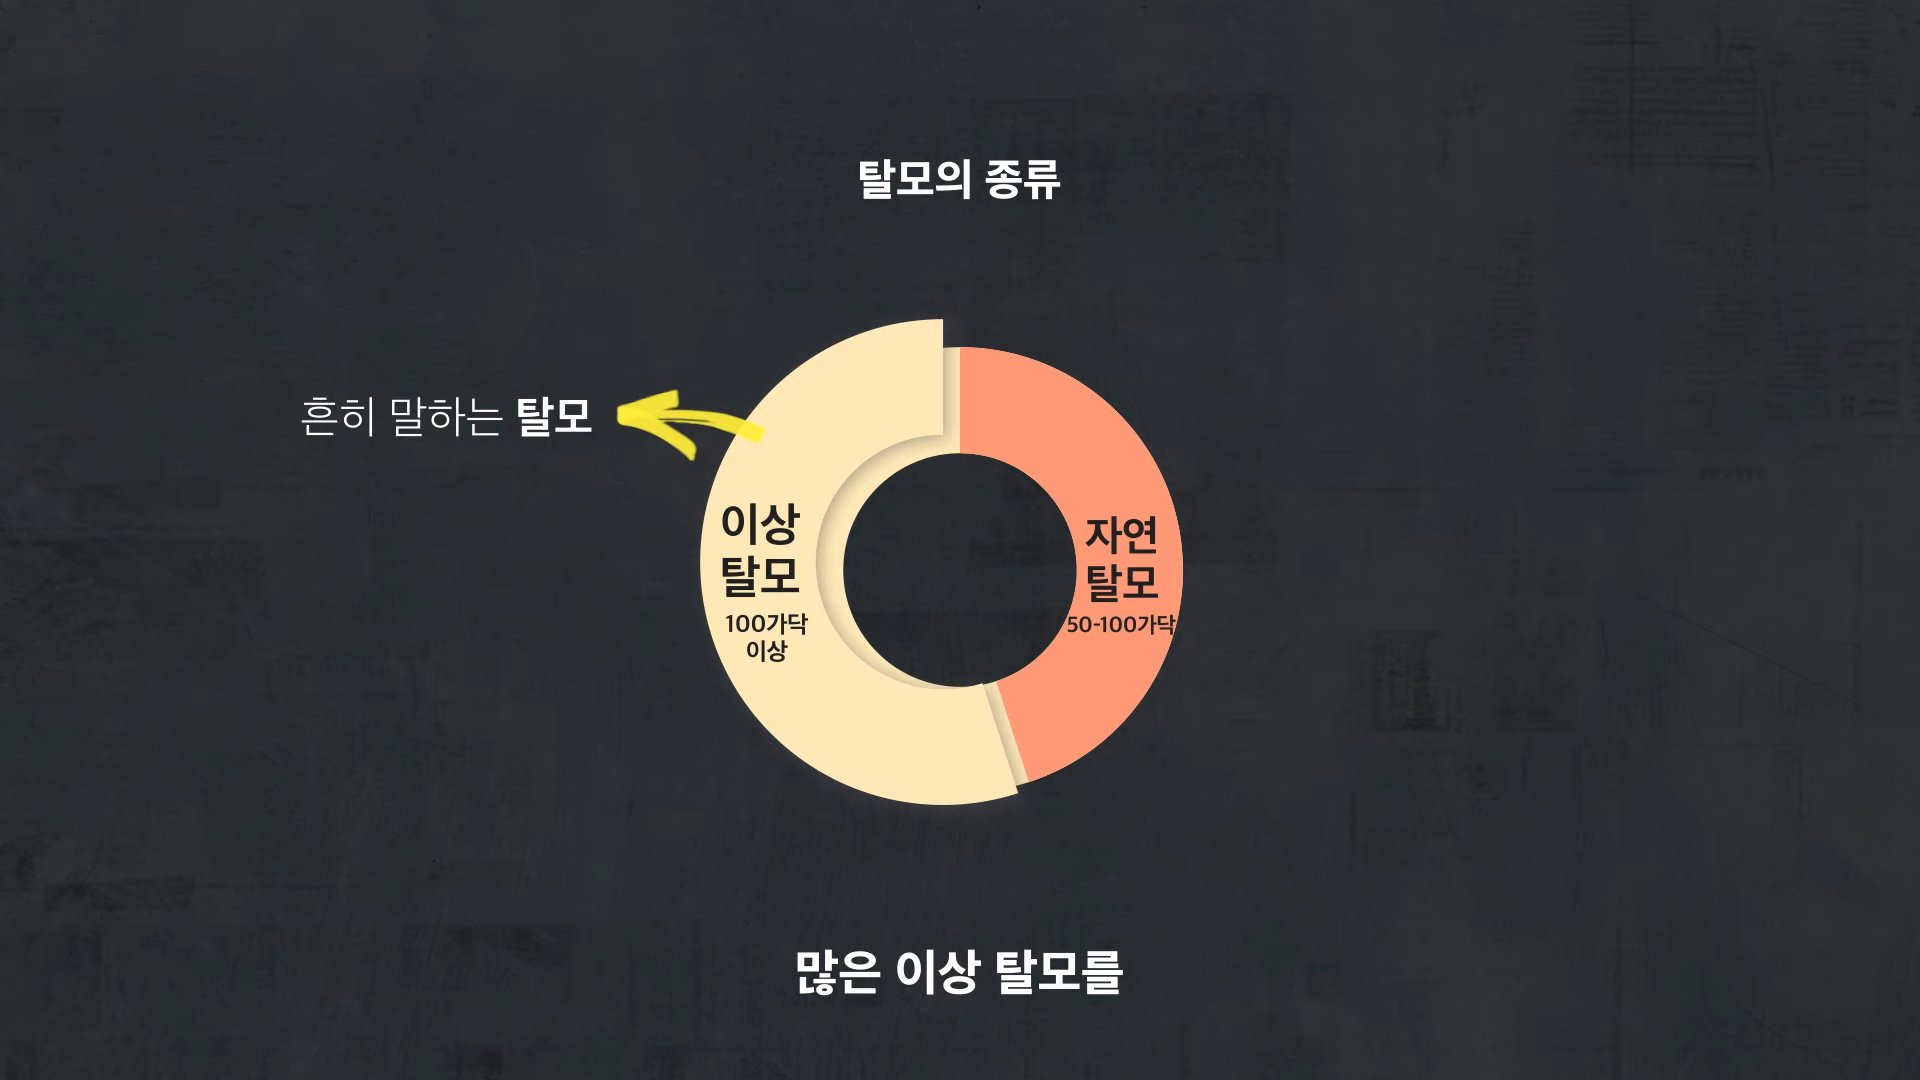 탈모의 종류
흔히 말하는 탈모
이상
탈모
100가닥
이상
자연
탈모
50-100가닥
많은 이상 탈모를